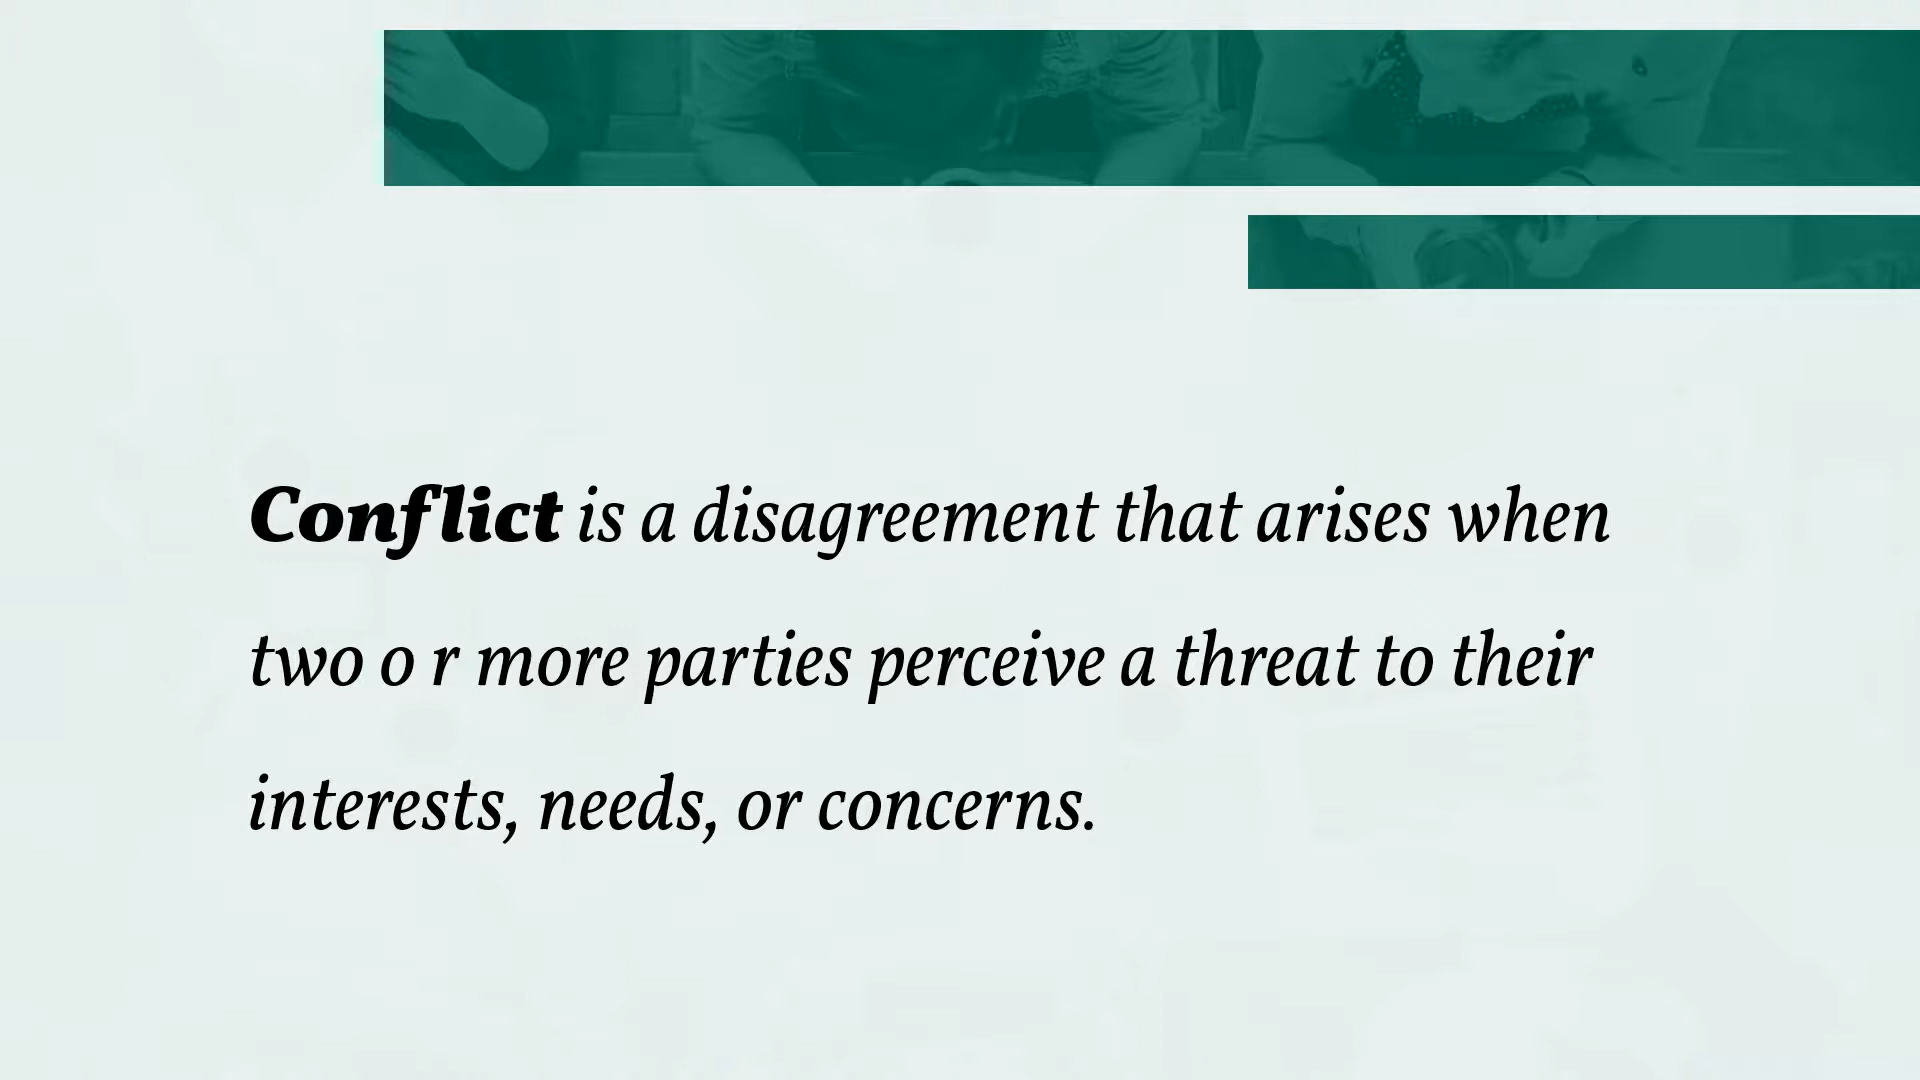 Conflict is a disagreement that arises when
two o r more parties perceive a threat to their
interests, needs, or concerns.